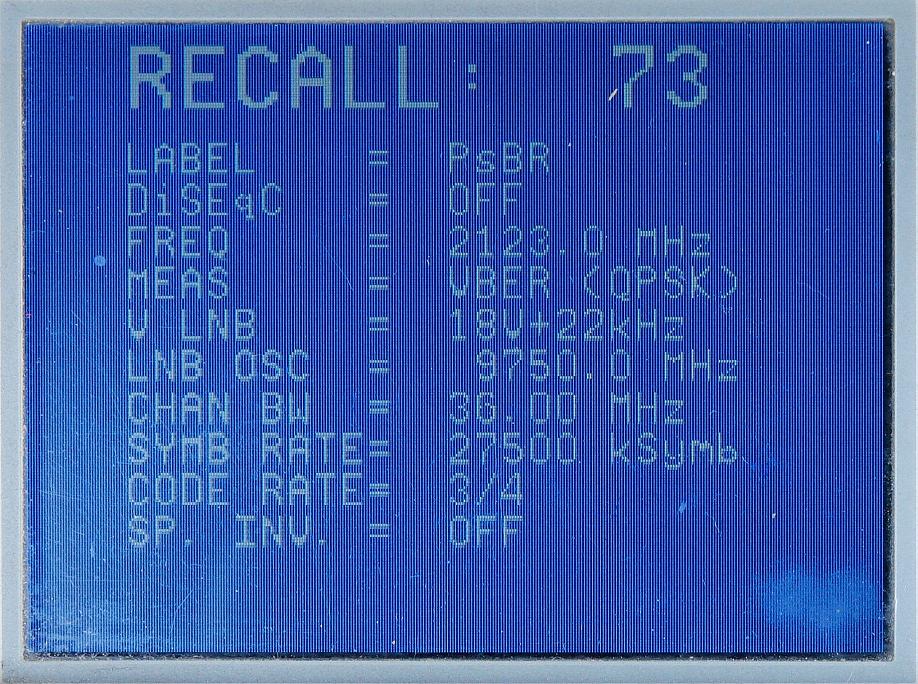 RECALL: 73
LABEL = PsBR
DiSEqC = OFF
FREQ = 2123.0 MHz
MEAS = VBER (QPSK)
V LNB = 18V+22kHz
LNB OSC = 9750.0 MHz
CHAN BW = 36.00 MHz
SYMB RATE= 27500 kSymb
CODE RATE= 3/4
SP. INV. = OFF